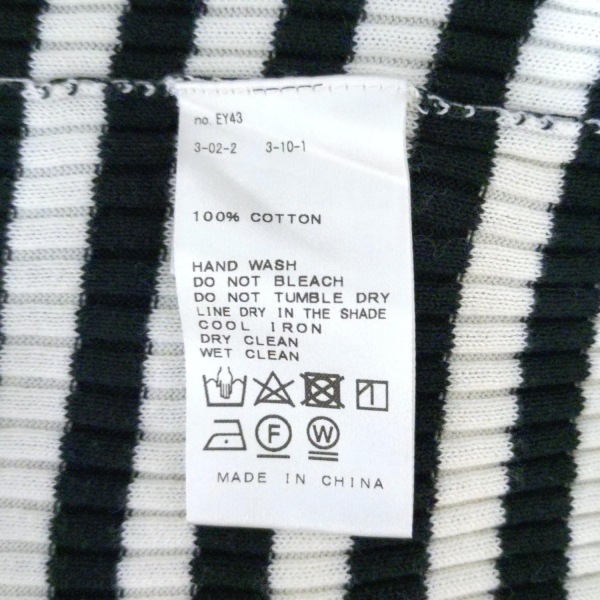 no. EY43
3-02-2 3-10-1
100% COTTON
HAND WASH
DO NOT BLEACH
DO NOT TUMBLE DRY
LINE DRY IN THE SHADE
COOL IRON
DRY CLEAN
WET CLEAN
F W
MADE IN CHINA